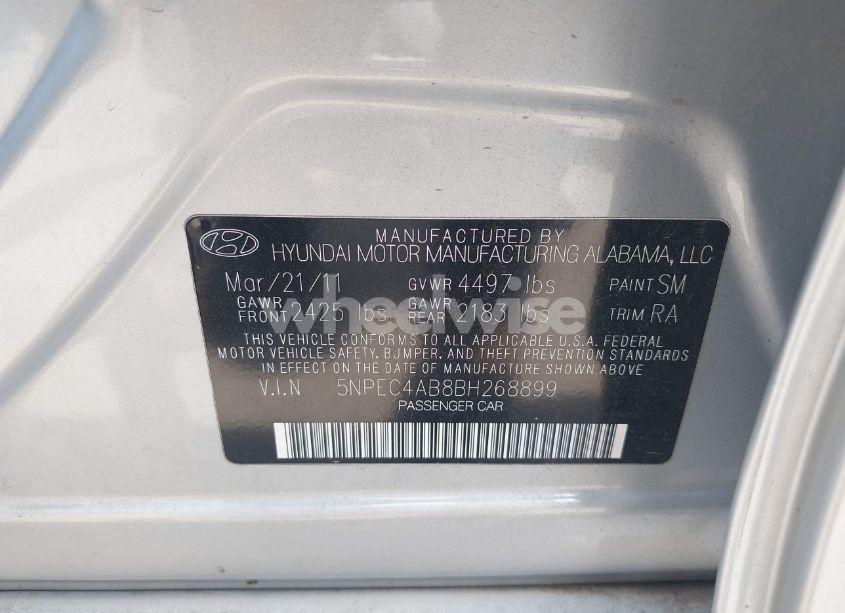 MANUFACTURED BY
HYUNDAI MOTOR MANUFACTURING ALABAMA, LLC
Mar/21/11 GVWR 4497 lbs PAINT SM
GAWR FRONT 2425 lbs GAWR REAR 2183 lbs TRIM RA
wheelwise
THIS VEHICLE CONFORMS TO ALL APPLICABLE U.S.A. FEDERAL
MOTOR VEHICLE SAFETY, BUMPER, AND THEFT PREVENTION STANDARDS
IN EFFECT ON THE DATE OF MANUFACTURE SHOWN ABOVE
V.I.N 5NPEC4AB8BH268899
PASSENGER CAR